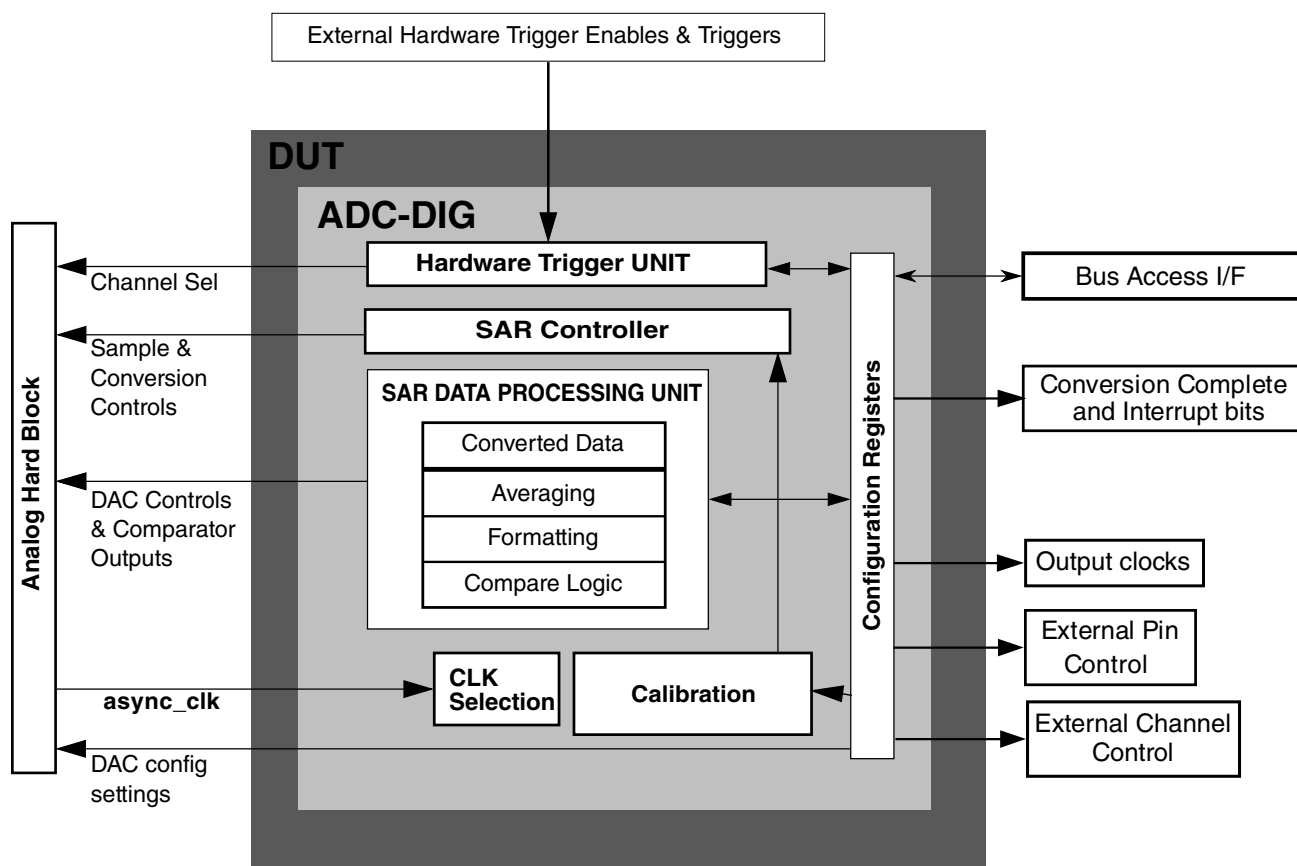 External Hardware Trigger Enables & Triggers
DUT
ADC-DIG
Hardware Trigger UNIT
Channel Sel
SAR Controller
Sample &
Conversion
Controls
SAR DATA PROCESSING UNIT
Converted Data
Averaging
Formatting
Compare Logic
DAC Controls
& Comparator
Outputs
Analog Hard Block
CLK
Selection
Calibration
async_clk
DAC config
settings
Configuration Registers
Bus Access I/F
Conversion Complete
and Interrupt bits
Output clocks
External Pin
Control
External Channel
Control